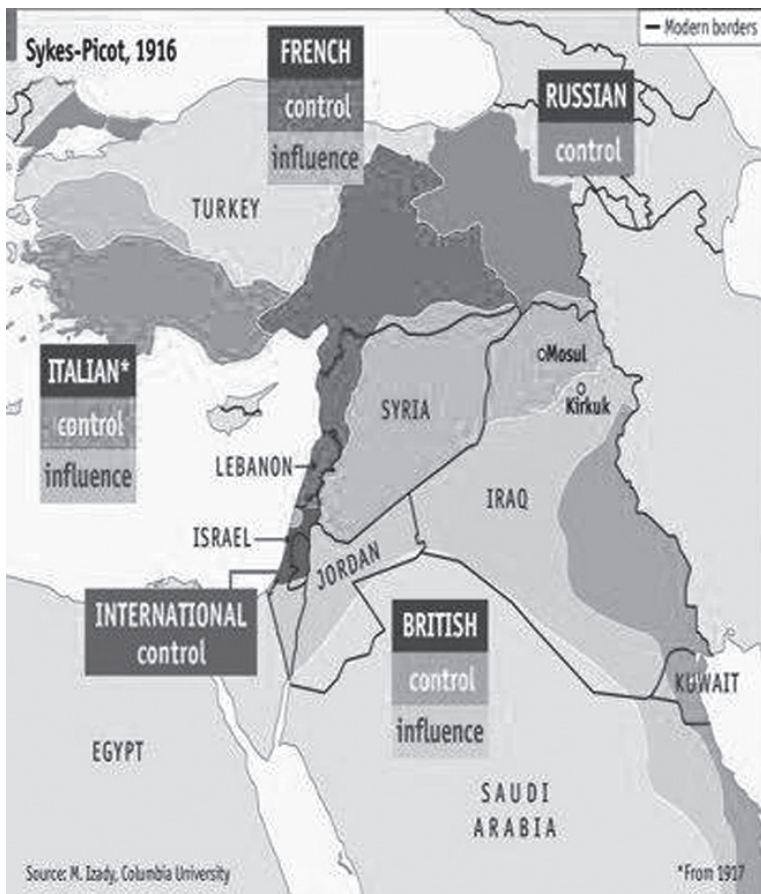 Sykes-Picot, 1916
FRENCH
control
influence
— Modern borders
RUSSIAN
control
TURKEY
ITALIAN*
control
influence
Mosul
Kirkuk
SYRIA
LEBANON
IRAQ
ISRAEL
JORDAN
INTERNATIONAL
control
BRITISH
control
influence
KUWAIT
EGYPT
SAUDI
ARABIA
Source: M. Izady, Columbia University
*From 1917